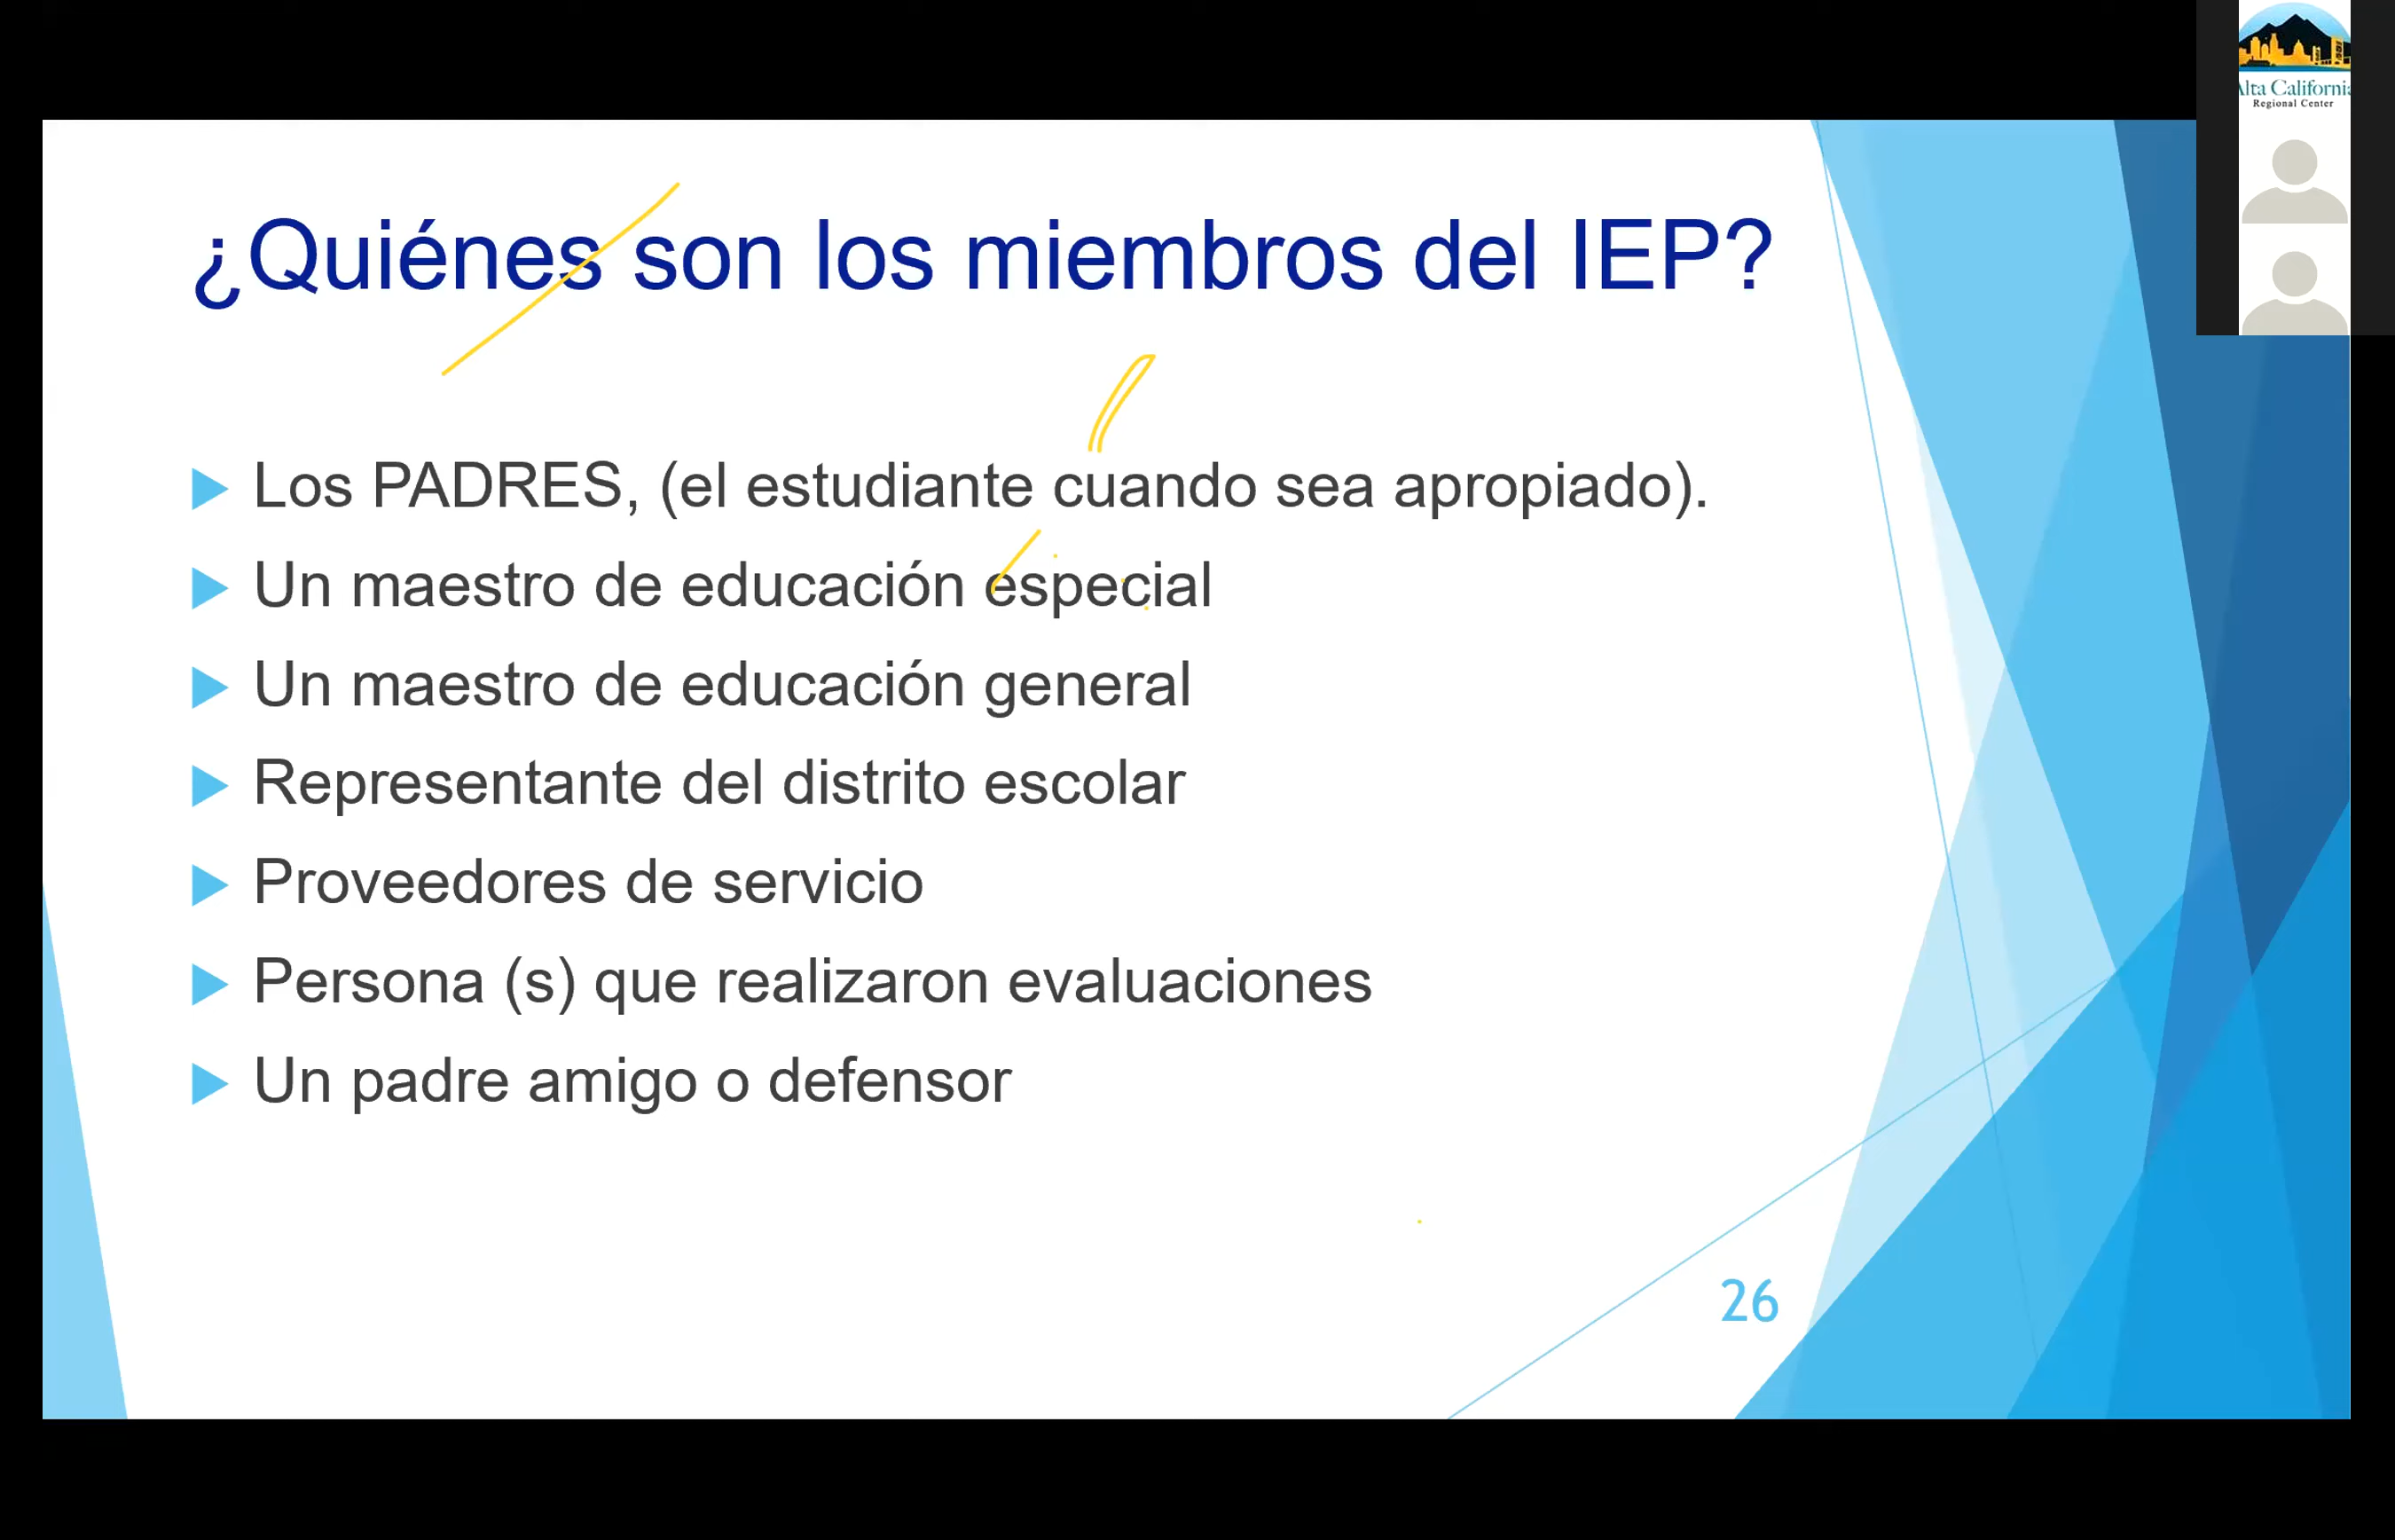 Alta California
Regional Center
¿Quiénes son los miembros del IEP?
Los PADRES, (el estudiante cuando sea apropiado).
Un maestro de educación especial
Un maestro de educación general
Representante del distrito escolar
Proveedores de servicio
Persona (s) que realizaron evaluaciones
Un padre amigo o defensor
26